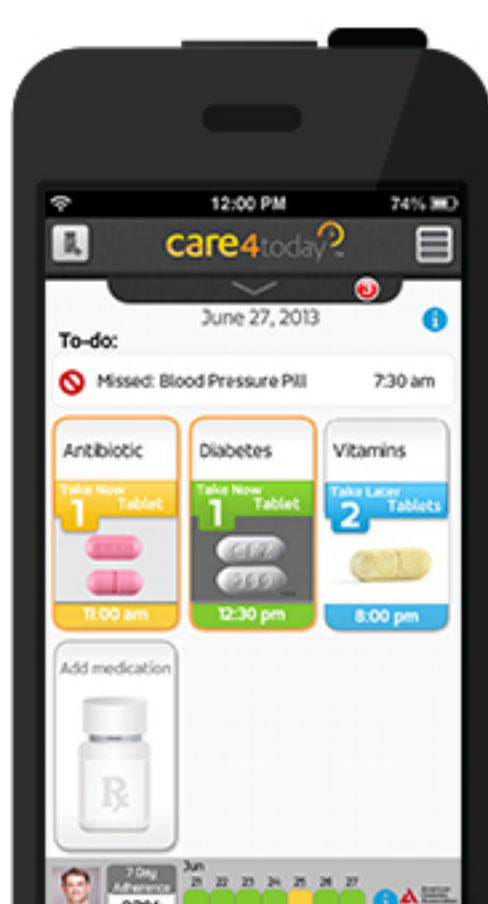 12:00 PM 74%
care4today
3
June 27, 2013
To-do:
Missed: Blood Pressure Pill 7:30 am
Antibiotic Diabetes Vitamins
Take Now Take Now Take Later
1 Tablet 1 Tablet 2 Tablets
11:00 am 12:30 pm 8:00 pm
Add medication
Rx
7 Day
Adherence
Jun
21 22 23 24 25 26 27